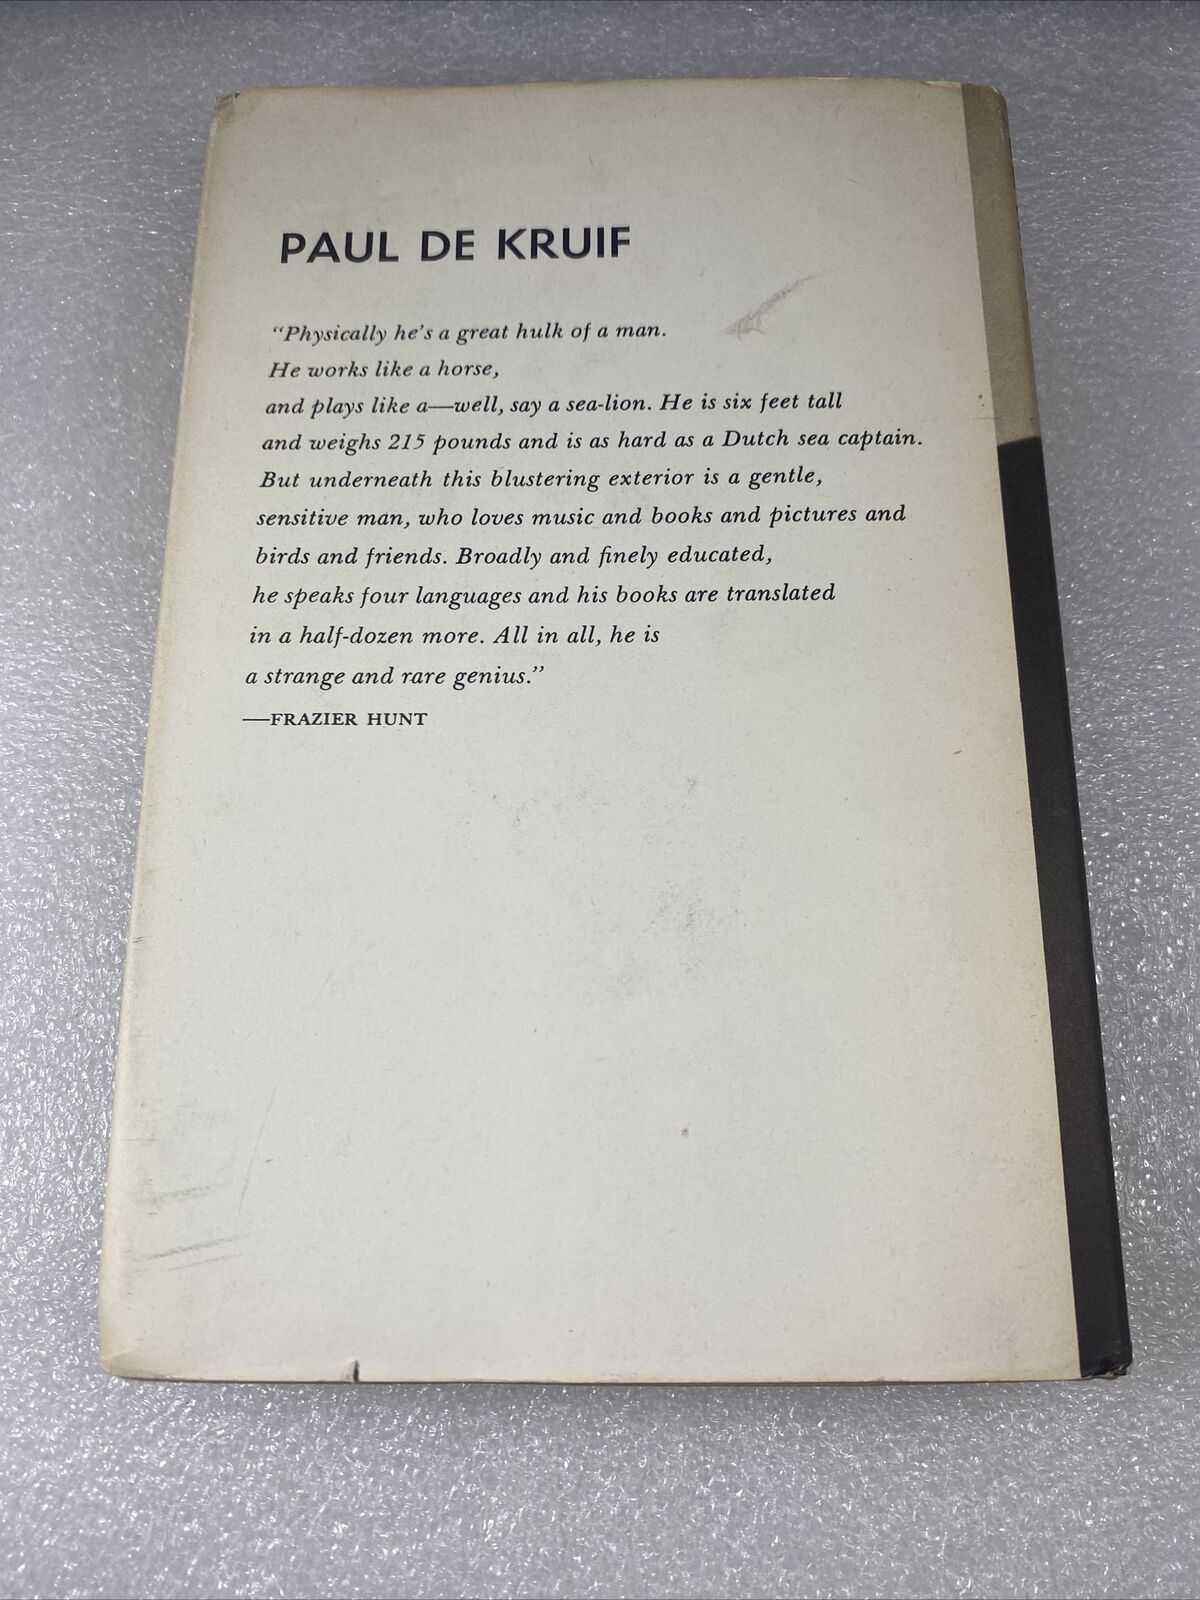 PAUL DE KRUIF
“Physically he’s a great hulk of a man.
He works like a horse,
and plays like a—well, say a sea-lion. He is six feet tall
and weighs 215 pounds and is as hard as a Dutch sea captain.
But underneath this blustering exterior is a gentle,
sensitive man, who loves music and books and pictures and
birds and friends. Broadly and finely educated,
he speaks four languages and his books are translated
in a half-dozen more. All in all, he is
a strange and rare genius.”
—FRAZIER HUNT